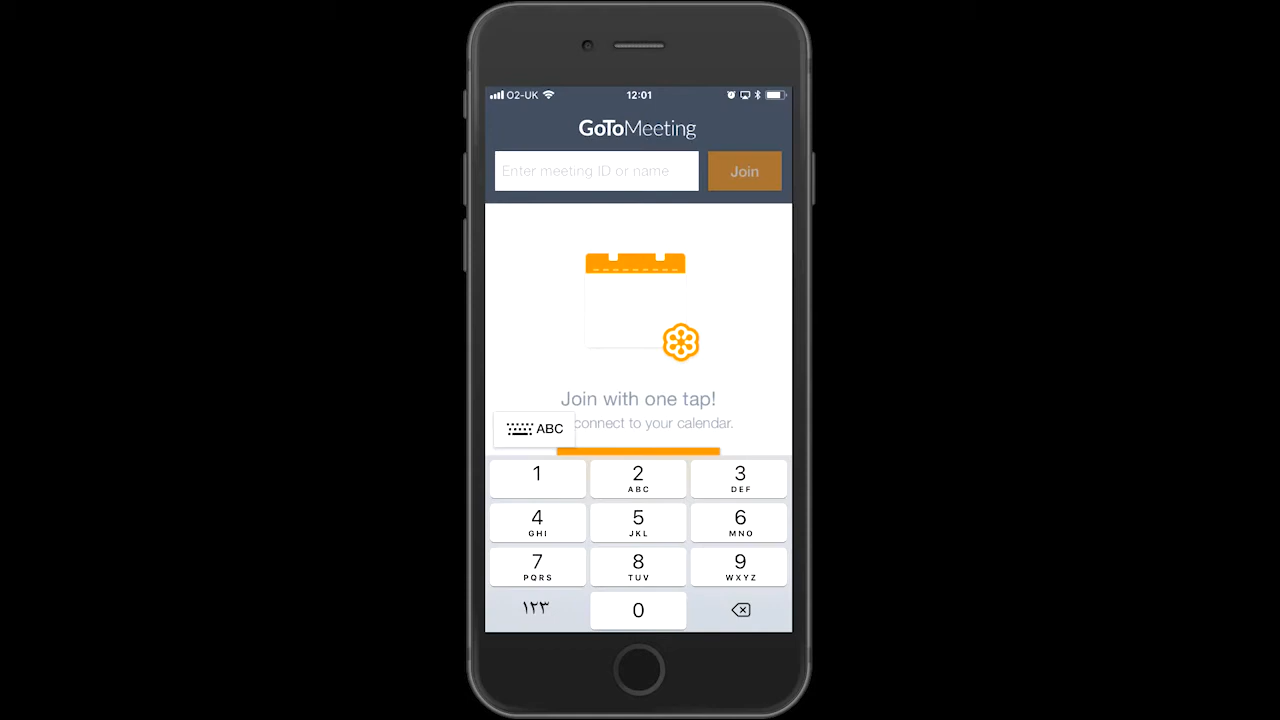 O2-UK 12:01
GoToMeeting
Enter meeting ID or name Join
Join with one tap!
connect to your calendar.
ABC
1 2 3
ABC DEF
4 5 6
GHI JKL MNO
7 8 9
PQRS TUV WXYZ
١٢٣ 0